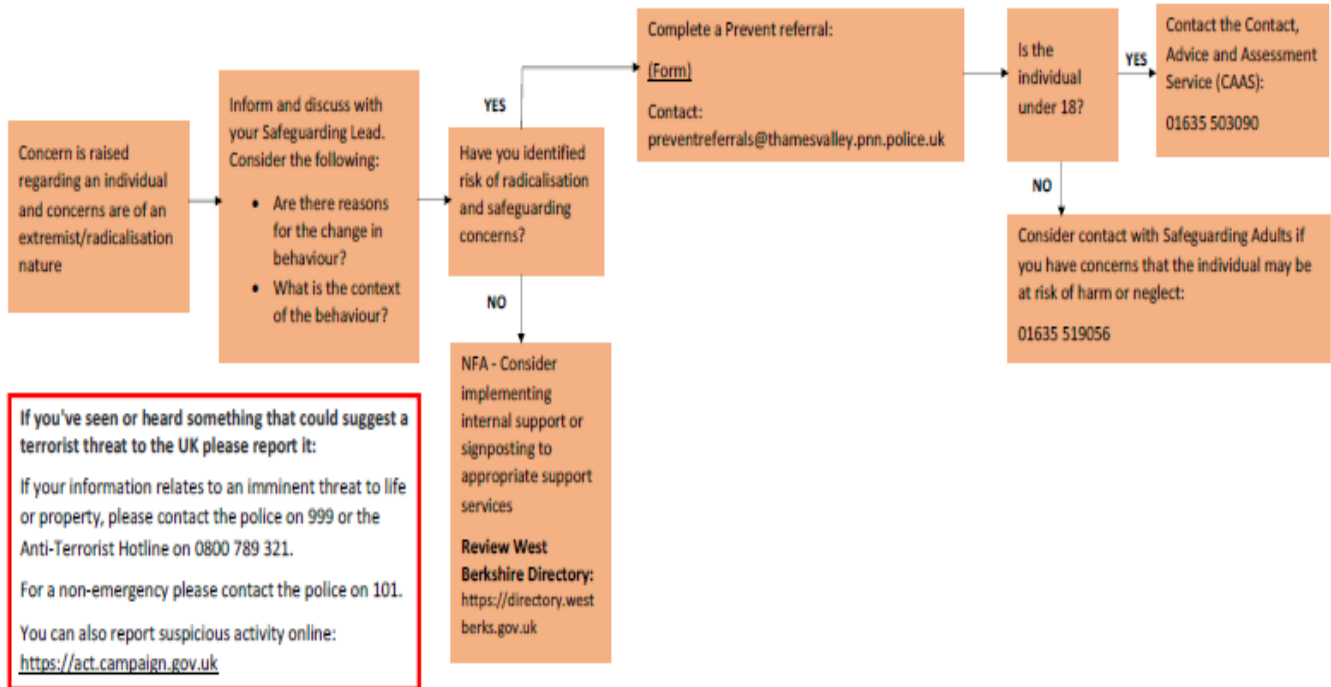 Concern is raised
regarding an individual
and concerns are of an
extremist/radicalisation
nature
Inform and discuss with
your Safeguarding Lead.
Consider the following:
• Are there reasons
for the change in
behaviour?
• What is the context
of the behaviour?
YES
Have you identified
risk of radicalisation
and safeguarding
concerns?
NO
NFA - Consider
implementing
internal support or
signposting to
appropriate support
services
Review West
Berkshire Directory:
https://directory.west
berks.gov.uk
Complete a Prevent referral:
(Form)
Contact:
preventreferrals@thamesvalley.pnn.police.uk
Is the
individual
under 18?
YES
Contact the Contact,
Advice and Assessment
Service (CAAS):
01635 503090
NO
Consider contact with Safeguarding Adults if
you have concerns that the individual may be
at risk of harm or neglect:
01635 519056
If you've seen or heard something that could suggest a
terrorist threat to the UK please report it:
If your information relates to an imminent threat to life
or property, please contact the police on 999 or the
Anti-Terrorist Hotline on 0800 789 321.
For a non-emergency please contact the police on 101.
You can also report suspicious activity online:
https://act.campaign.gov.uk